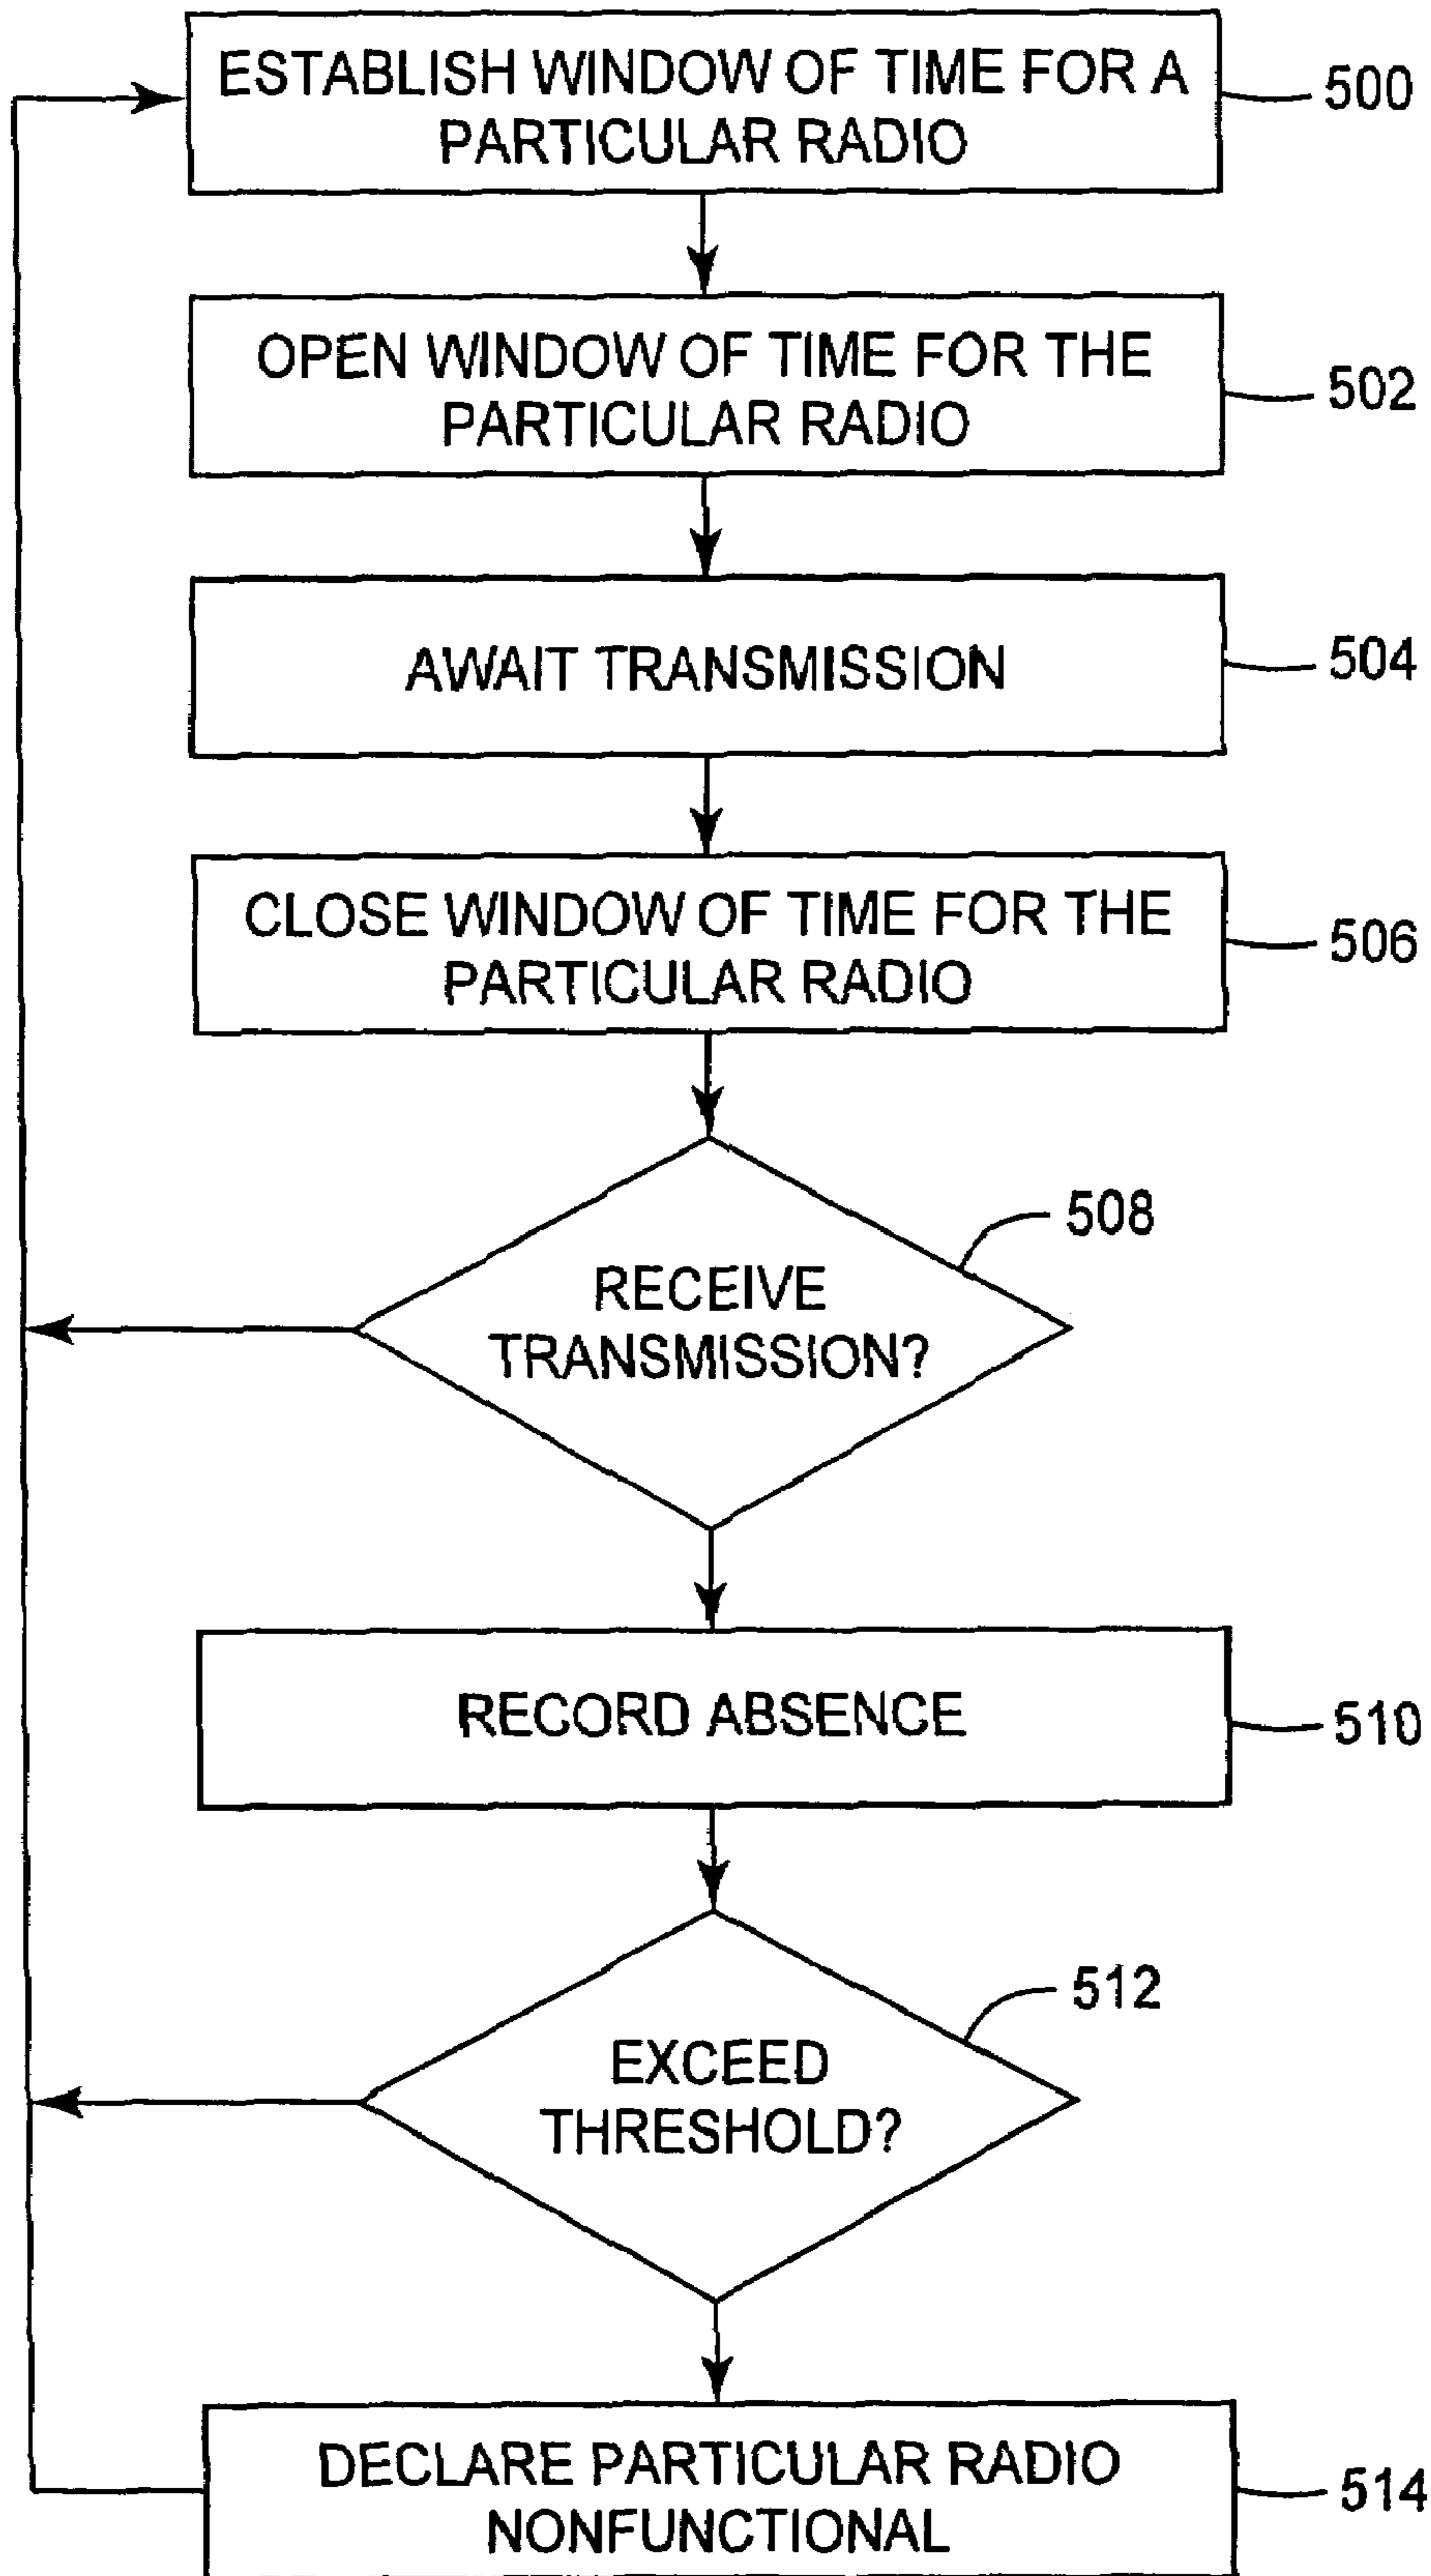 ESTABLISH WINDOW OF TIME FOR A
PARTICULAR RADIO
500
OPEN WINDOW OF TIME FOR THE
PARTICULAR RADIO
502
AWAIT TRANSMISSION
504
CLOSE WINDOW OF TIME FOR THE
PARTICULAR RADIO
506
RECEIVE
TRANSMISSION?
508
RECORD ABSENCE
510
EXCEED
THRESHOLD?
512
DECLARE PARTICULAR RADIO
NONFUNCTIONAL
514